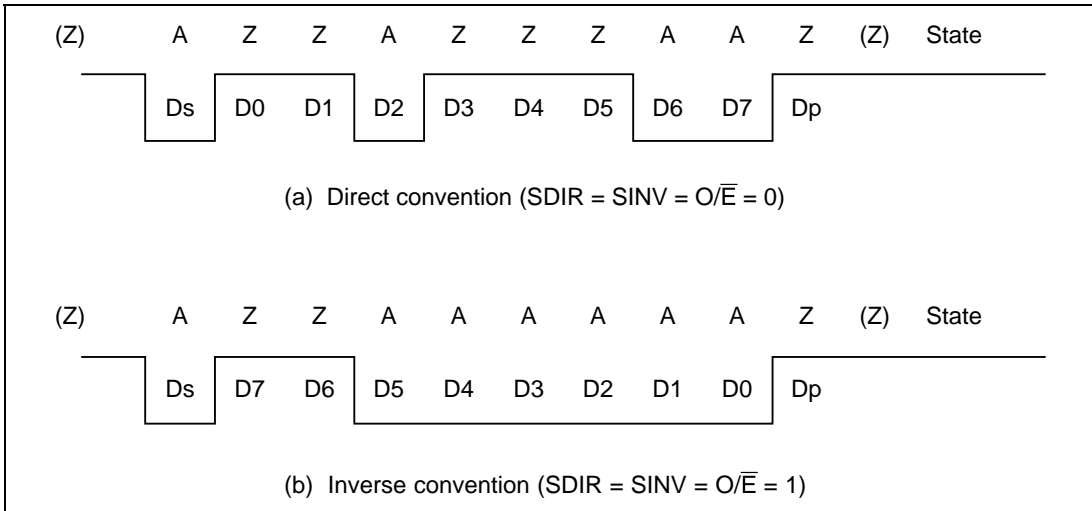 (Z) A Z Z A Z Z Z A A Z (Z) State
Ds D0 D1 D2 D3 D4 D5 D6 D7 Dp
(a) Direct convention (SDIR = SINV = O/E̅ = 0)
(Z) A Z Z A A A A A A Z (Z) State
Ds D7 D6 D5 D4 D3 D2 D1 D0 Dp
(b) Inverse convention (SDIR = SINV = O/E̅ = 1)